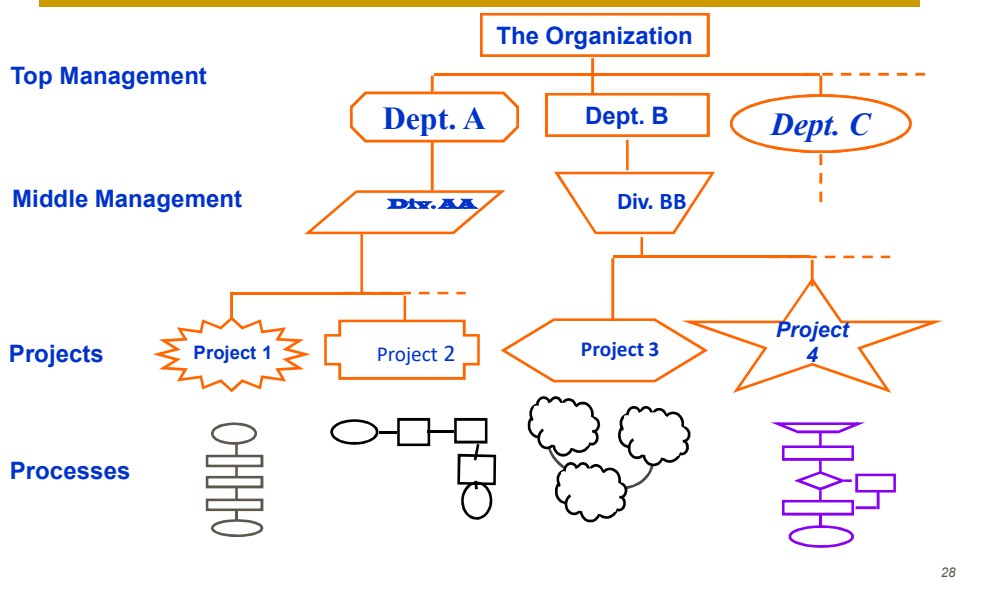 The Organization
Top Management
Dept. A
Dept. B
Dept. C
Middle Management
Div. AA
Div. BB
Projects
Project 1
Project 2
Project 3
Project
4
Processes
28